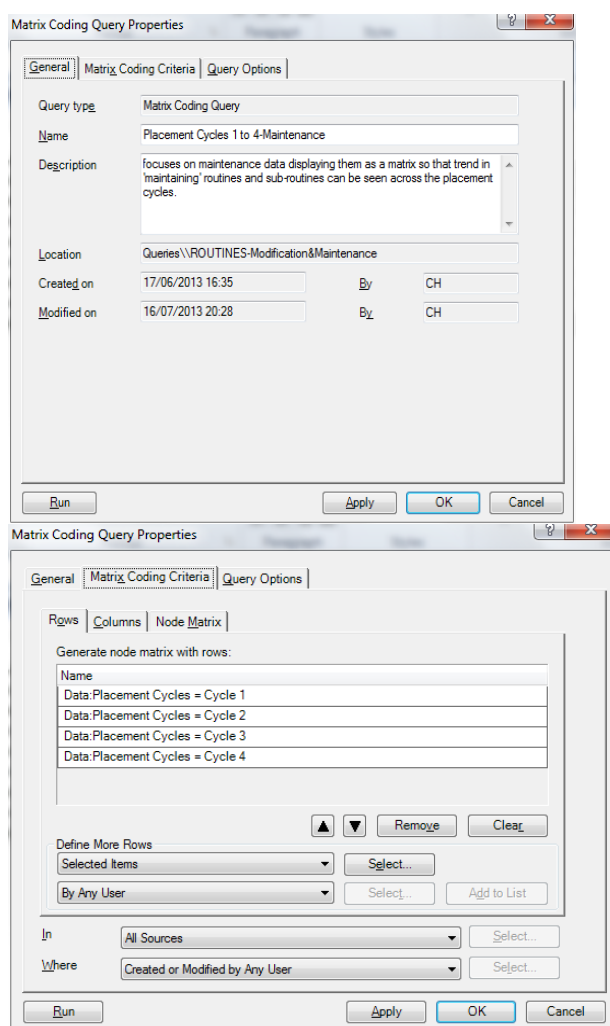 Matrix Coding Query Properties
General Matrix Coding Criteria Query Options
Query type Matrix Coding Query
Name Placement Cycles 1 to 4-Maintenance
Description focuses on maintenance data displaying them as a matrix so that trend in
'maintaining' routines and sub-routines can be seen across the placement
cycles.
Location Queries\\ROUTINES-Modification&Maintenance
Created on 17/06/2013 16:35 By CH
Modified on 16/07/2013 20:28 By CH
Run Apply OK Cancel
Matrix Coding Query Properties
General Matrix Coding Criteria Query Options
Rows Columns Node Matrix
Generate node matrix with rows:
Name
Data:Placement Cycles = Cycle 1
Data:Placement Cycles = Cycle 2
Data:Placement Cycles = Cycle 3
Data:Placement Cycles = Cycle 4
Remove Clear
Define More Rows
Selected Items Select...
By Any User Select... Add to List
In All Sources Select...
Where Created or Modified by Any User Select...
Run Apply OK Cancel